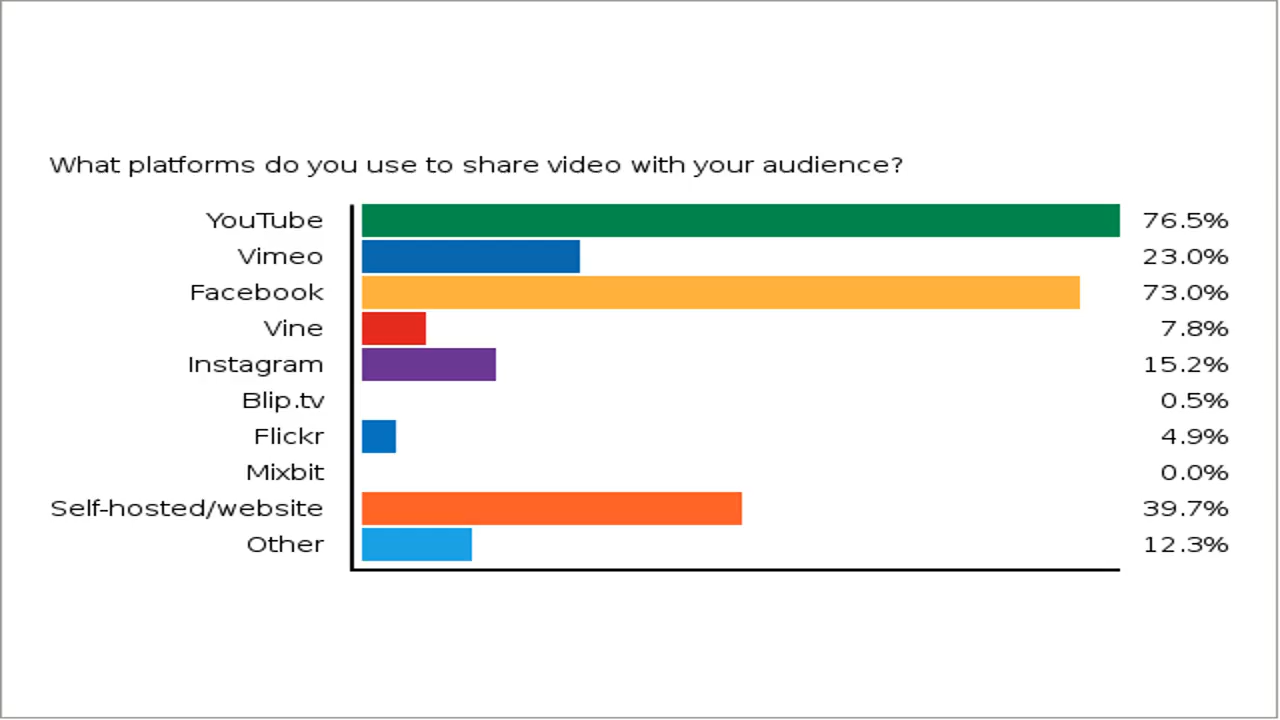 What platforms do you use to share video with your audience?
YouTube 76.5%
Vimeo 23.0%
Facebook 73.0%
Vine 7.8%
Instagram 15.2%
Blip.tv 0.5%
Flickr 4.9%
Mixbit 0.0%
Self-hosted/website 39.7%
Other 12.3%